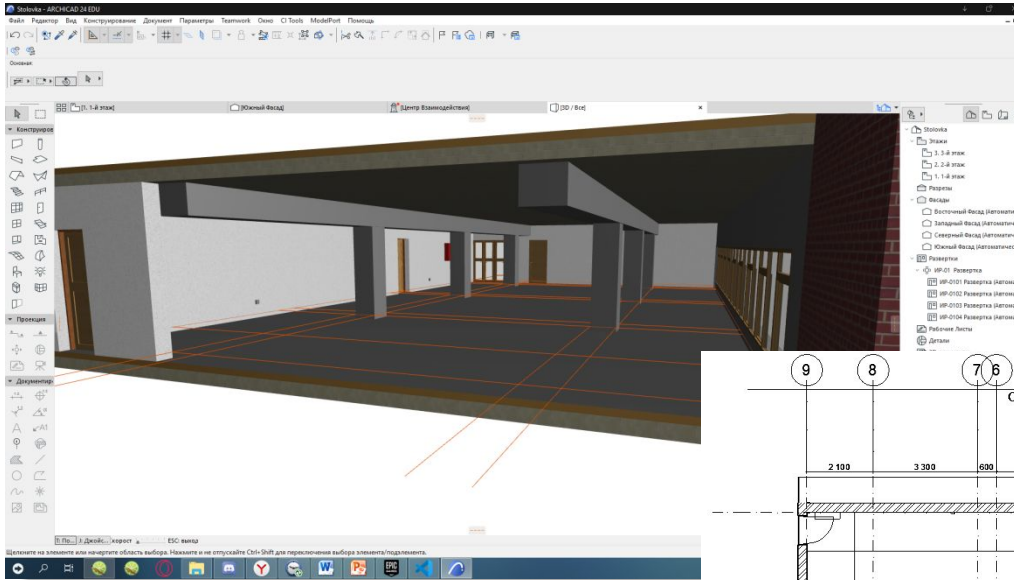 Stolovka - ARCHICAD 24 EDU
Файл Редактор Вид Конструирование Документ Параметры Teamwork Окно CI Tools ModelPort Помощь
Основная:
[1. 1-й этаж]
[Южный Фасад]
[Центр Взаимодействия]
[3D / Все]
Конструиров
Проекция
Документир
A1
Stolovka
Этажи
3. 3-й этаж
2. 2-й этаж
1. 1-й этаж
Разрезы
Фасады
Восточный Фасад (Автомати
Западный Фасад (Автоматич
Северный Фасад (Автоматич
Южный Фасад (Автоматичес
Развертки
ИР-01 Развертка
ИР-0101 Развертка (Автома
ИР-0102 Развертка (Автома
ИР-0103 Развертка (Автома
ИР-0104 Развертка (Автома
Рабочие Листы
Детали
9 8 7 6
2 100 3 300 600
T: По... J: Джойс... корост
ESC: выход
Щелкните на элементе или начертите область выбора. Нажмите и не отпускайте Ctrl+Shift для переключения выбора элемента/подэлемента.